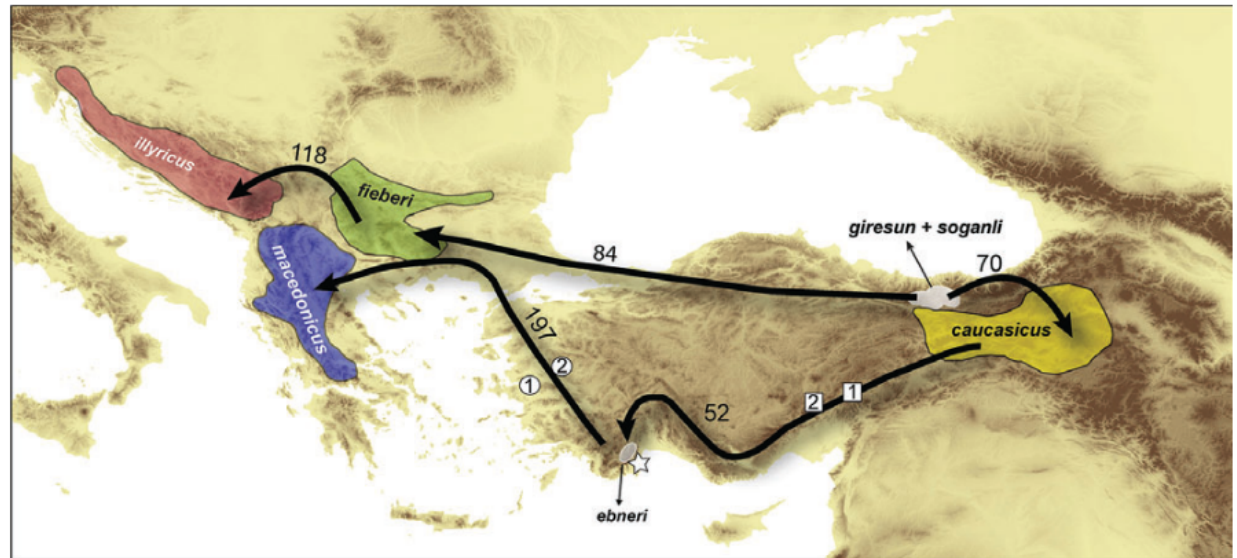 illyricus
118
fieberi
macedonicus
84
giresun + soganli
70
caucasicus
197
2
1
52
2
1
ebneri